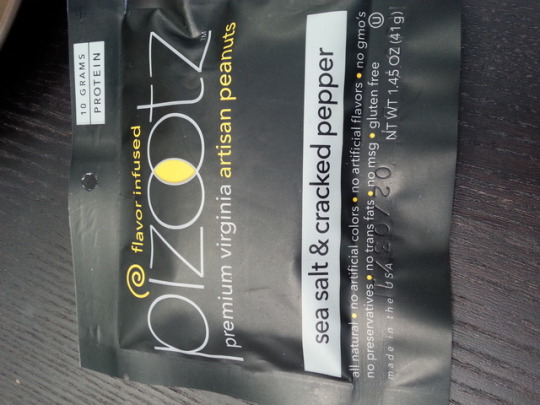 10 GRAMS
PROTEIN
flavor infused
plzootz™
premium virginia artisan peanuts
sea salt & cracked pepper
all natural • no artificial colors • no artificial flavors • no gmo's
no preservatives • no trans fats • no msg • gluten free
made in the USA
NT WT 1.45 OZ (41g)
U